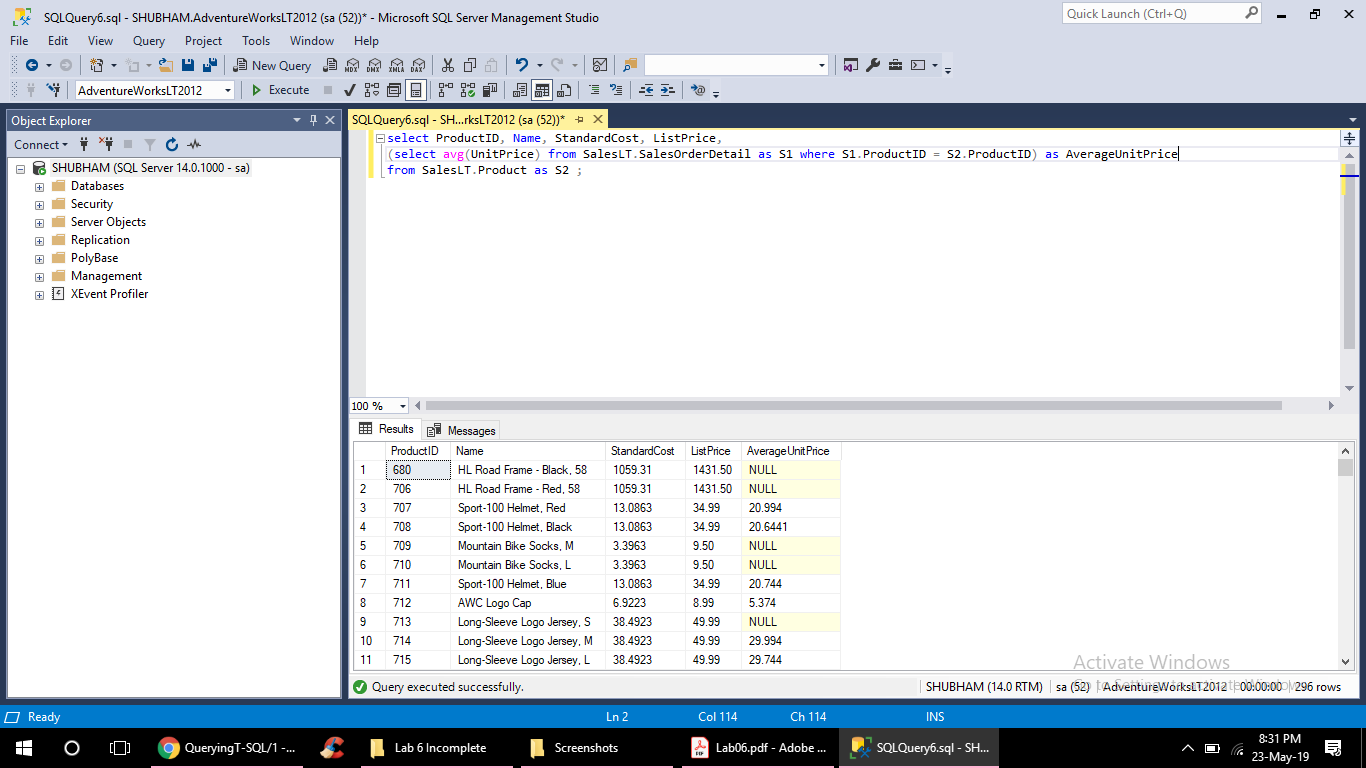 SQLQuery6.sql - SHUBHAM.AdventureWorksLT2012 (sa (52))* - Microsoft SQL Server Management Studio
Quick Launch (Ctrl+Q)
File Edit View Query Project Tools Window Help
New Query MDX DMX XMLA DAX
AdventureWorksLT2012 Execute
Object Explorer
Connect
SHUBHAM (SQL Server 14.0.1000 - sa)
Databases
Security
Server Objects
Replication
PolyBase
Management
XEvent Profiler
SQLQuery6.sql - SH...rksLT2012 (sa (52))*
select ProductID, Name, StandardCost, ListPrice,
(select avg(UnitPrice) from SalesLT.SalesOrderDetail as S1 where S1.ProductID = S2.ProductID) as AverageUnitPrice
from SalesLT.Product as S2 ;
100 %
Results Messages
ProductID Name StandardCost ListPrice AverageUnitPrice
1 680 HL Road Frame - Black, 58 1059.31 1431.50 NULL
2 706 HL Road Frame - Red, 58 1059.31 1431.50 NULL
3 707 Sport-100 Helmet, Red 13.0863 34.99 20.994
4 708 Sport-100 Helmet, Black 13.0863 34.99 20.6441
5 709 Mountain Bike Socks, M 3.3963 9.50 NULL
6 710 Mountain Bike Socks, L 3.3963 9.50 NULL
7 711 Sport-100 Helmet, Blue 13.0863 34.99 20.744
8 712 AWC Logo Cap 6.9223 8.99 5.374
9 713 Long-Sleeve Logo Jersey, S 38.4923 49.99 NULL
10 714 Long-Sleeve Logo Jersey, M 38.4923 49.99 29.994
11 715 Long-Sleeve Logo Jersey, L 38.4923 49.99 29.744
Activate Windows
Go to Settings to activate Windows.
Query executed successfully. SHUBHAM (14.0 RTM) sa (52) AdventureWorksLT2012 00:00:00 296 rows
Ready Ln 2 Col 114 Ch 114 INS
QueryingT-SQL/1 -... Lab 6 Incomplete Screenshots Lab06.pdf - Adobe ... SQLQuery6.sql - SH...
8:31 PM
23-May-19